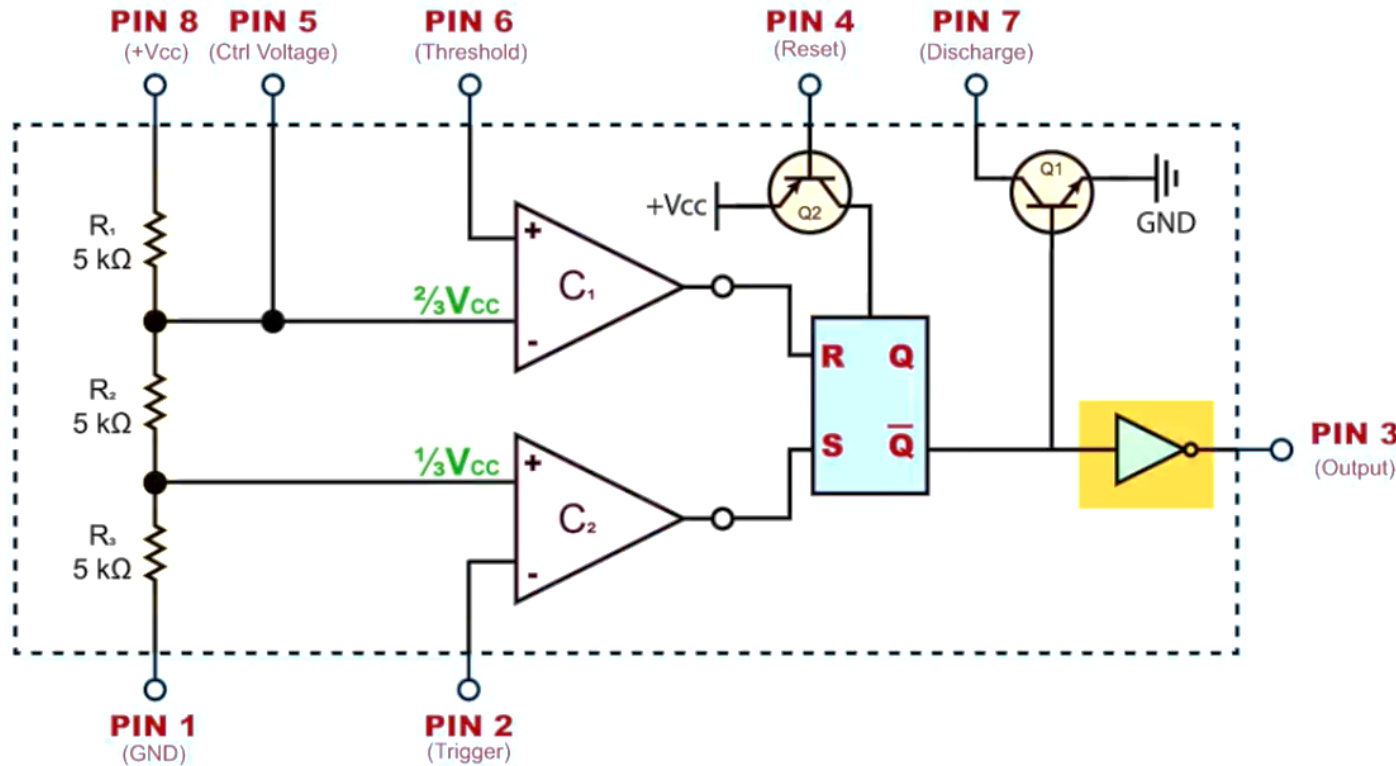 PIN 8
(+Vcc)
PIN 5
(Ctrl Voltage)
PIN 6
(Threshold)
PIN 4
(Reset)
PIN 7
(Discharge)
R₁
5 kΩ
R₂
5 kΩ
R₃
5 kΩ
⅔Vcc
⅓Vcc
+
C₁
-
+
C₂
-
+Vcc
Q2
Q1
GND
R Q
S Q̅
PIN 3
(Output)
PIN 1
(GND)
PIN 2
(Trigger)